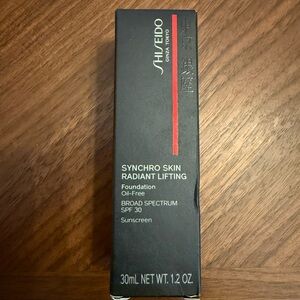 SHISEIDO
GINZA TOKYO
SYNCHRO SKIN
RADIANT LIFTING
Foundation
Oil-Free
BROAD SPECTRUM
SPF 30
Sunscreen
30mL NET WT. 1.2 OZ.